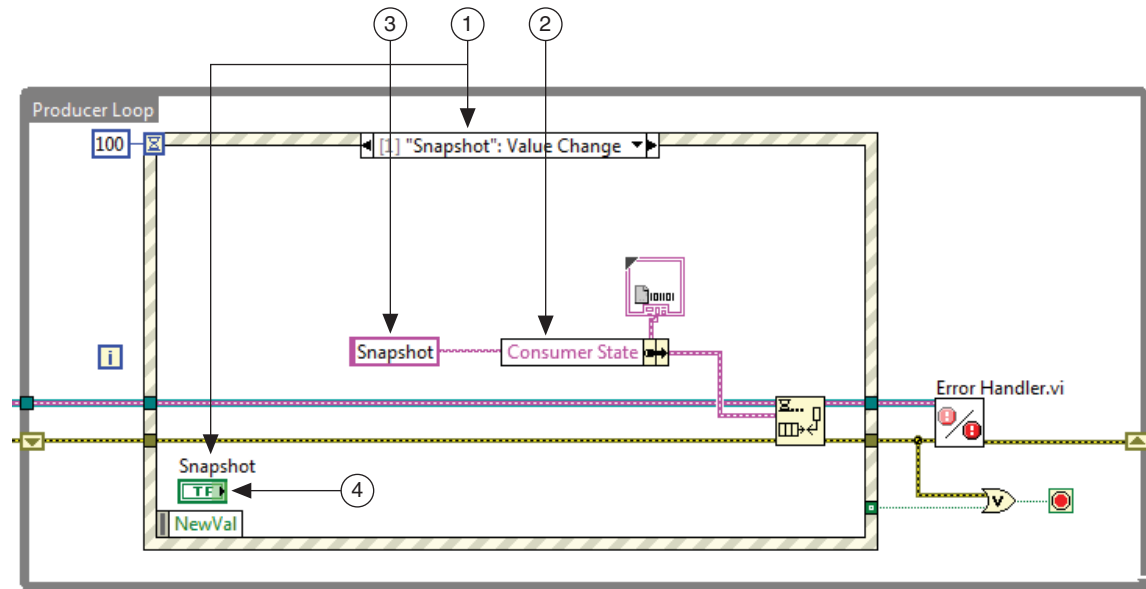 3
1
2
Producer Loop
100
[1] "Snapshot": Value Change
Snapshot
Consumer State
i
Error Handler.vi
Snapshot
TF
4
V
NewVal